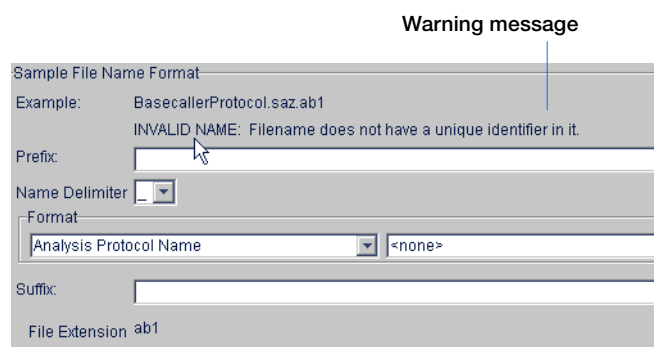 Warning message
Sample File Name Format
Example: BasecallerProtocol.saz.ab1
INVALID NAME: Filename does not have a unique identifier in it.
Prefix:
Name Delimiter _
Format
Analysis Protocol Name <none>
Suffix:
File Extension ab1